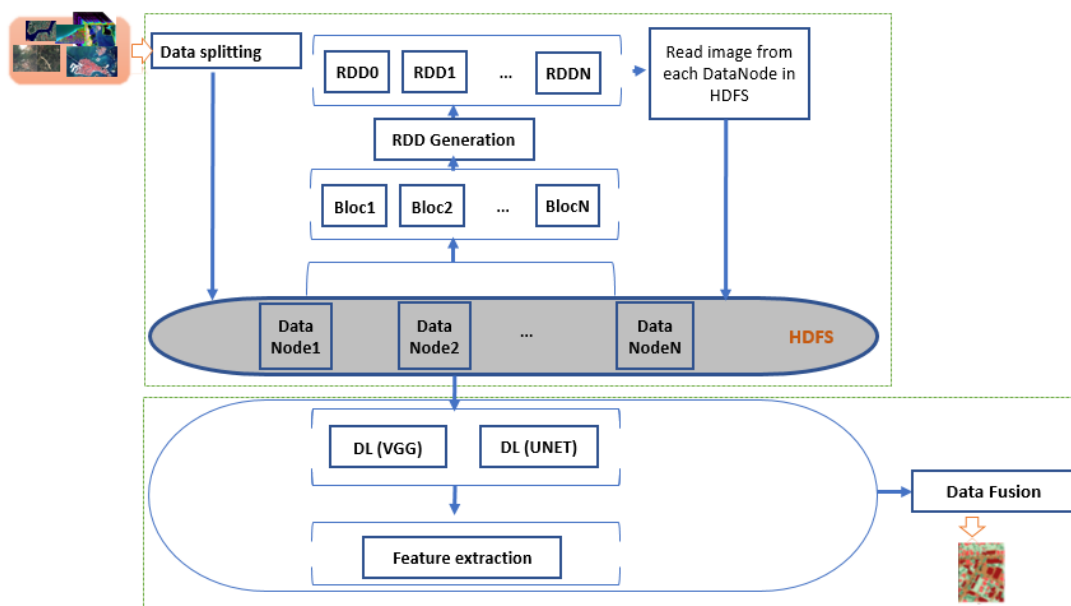 Data splitting
RDD0 RDD1 ... RDDN
Read image from
each DataNode in
HDFS
RDD Generation
Bloc1 Bloc2 ... BlocN
Data
Node1
Data
Node2
...
Data
NodeN
HDFS
DL (VGG) DL (UNET)
Data Fusion
Feature extraction